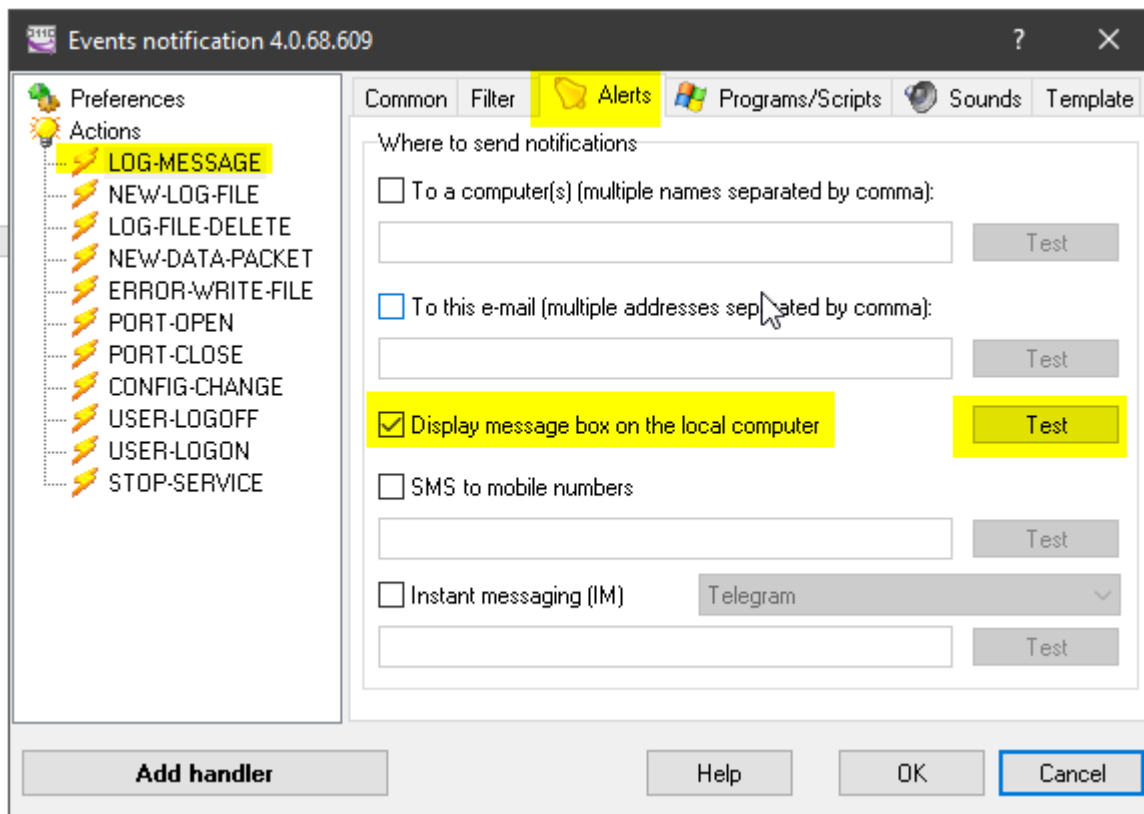 Events notification 4.0.68.609
?
Preferences
Actions
LOG-MESSAGE
NEW-LOG-FILE
LOG-FILE-DELETE
NEW-DATA-PACKET
ERROR-WRITE-FILE
PORT-OPEN
PORT-CLOSE
CONFIG-CHANGE
USER-LOGOFF
USER-LOGON
STOP-SERVICE
Common Filter Alerts Programs/Scripts Sounds Template
Where to send notifications
To a computer(s) (multiple names separated by comma):
Test
To this e-mail (multiple addresses separated by comma):
Test
Display message box on the local computer
Test
SMS to mobile numbers
Test
Instant messaging (IM) Telegram
Test
Add handler Help OK Cancel